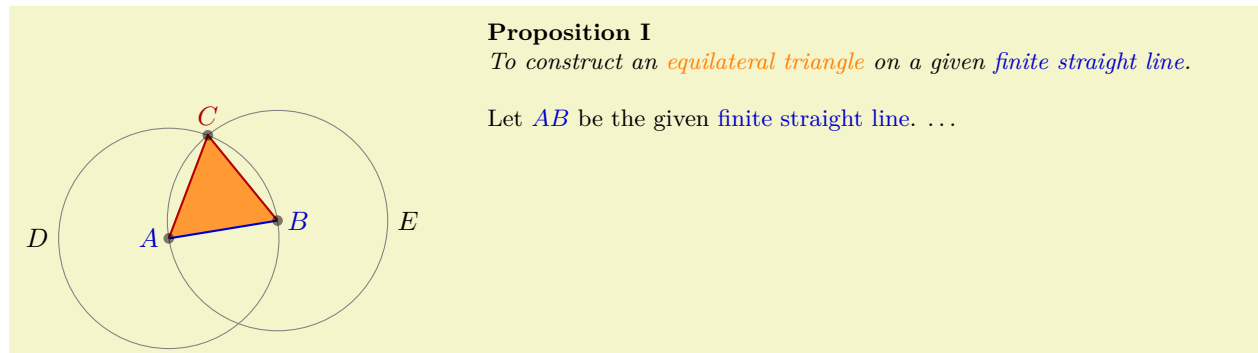 Proposition I
To construct an equilateral triangle on a given finite straight line.
Let AB be the given finite straight line. …
C
B
E
D
A